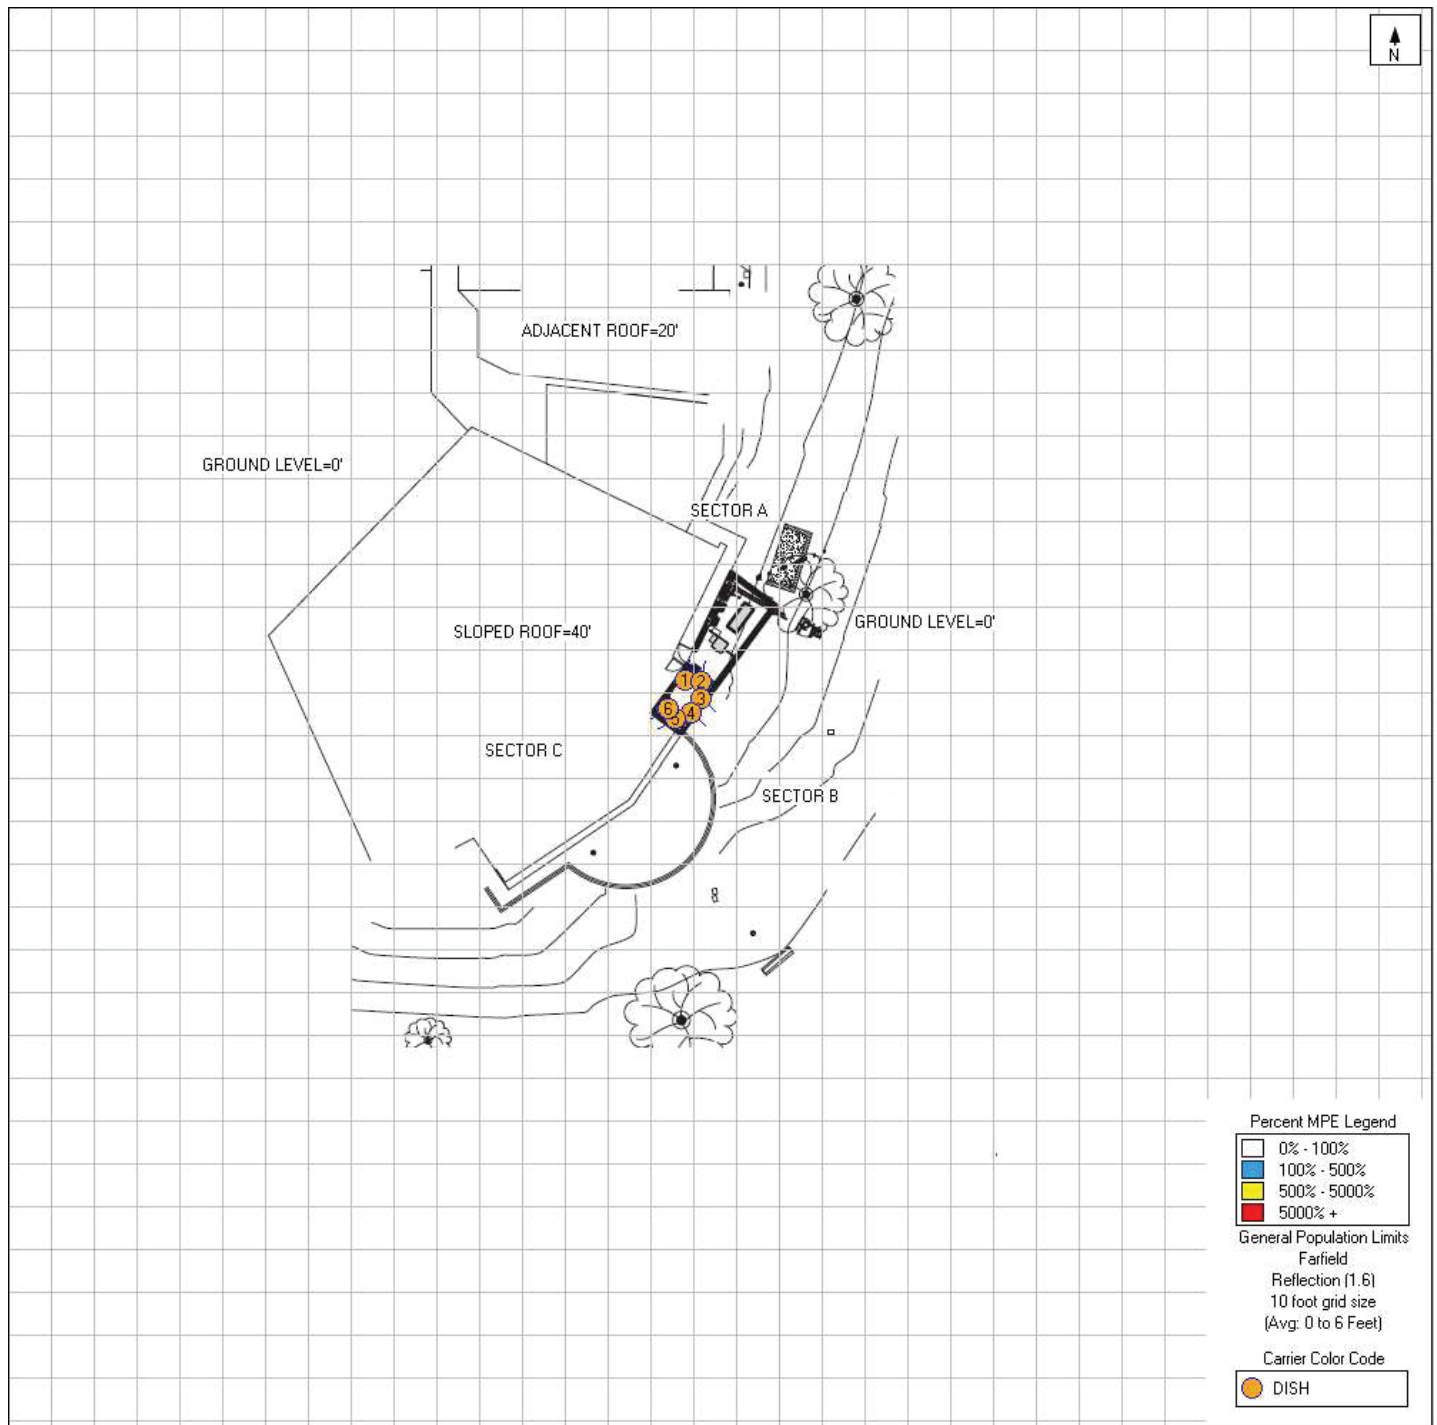 N
ADJACENT ROOF=20'
GROUND LEVEL=0'
SECTOR A
SLOPED ROOF=40'
GROUND LEVEL=0'
1 2
3
6 4
5
SECTOR C
SECTOR B
Percent MPE Legend
0% - 100%
100% - 500%
500% - 5000%
5000% +
General Population Limits
Farfield
Reflection (1.6)
10 foot grid size
(Avg: 0 to 6 Feet)
Carrier Color Code
DISH